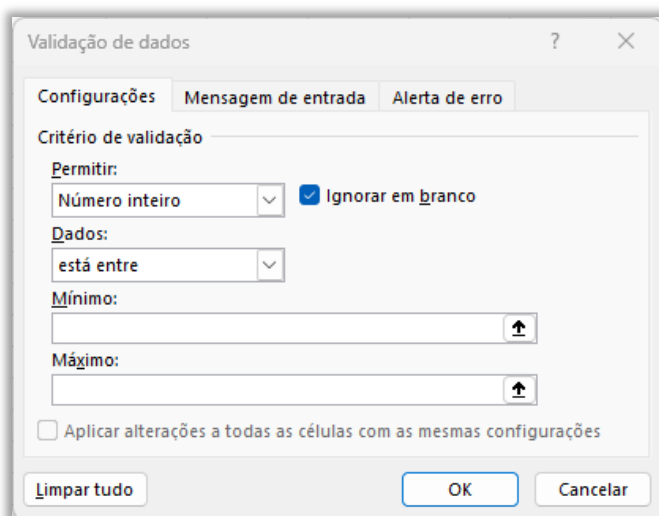 Validação de dados ?
Configurações Mensagem de entrada Alerta de erro
Critério de validação
Permitir:
Número inteiro Ignorar em branco
Dados:
está entre
Mínimo:
Máximo:
Aplicar alterações a todas as células com as mesmas configurações
Limpar tudo OK Cancelar